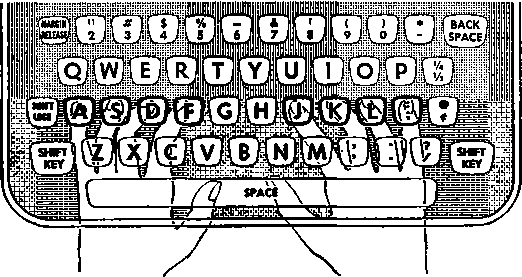 MARGIN RELEASE " 2 # 3 $ 4 % 5 _ 6 & 7 ' 8 ( 9 ) 0 * - BACK SPACE
Q W E R T Y U I O P ¼ ½
SHIFT LOCK A S D F G H J K L : ;
SHIFT KEY Z X C V B N M , . ? / SHIFT KEY
SPACE